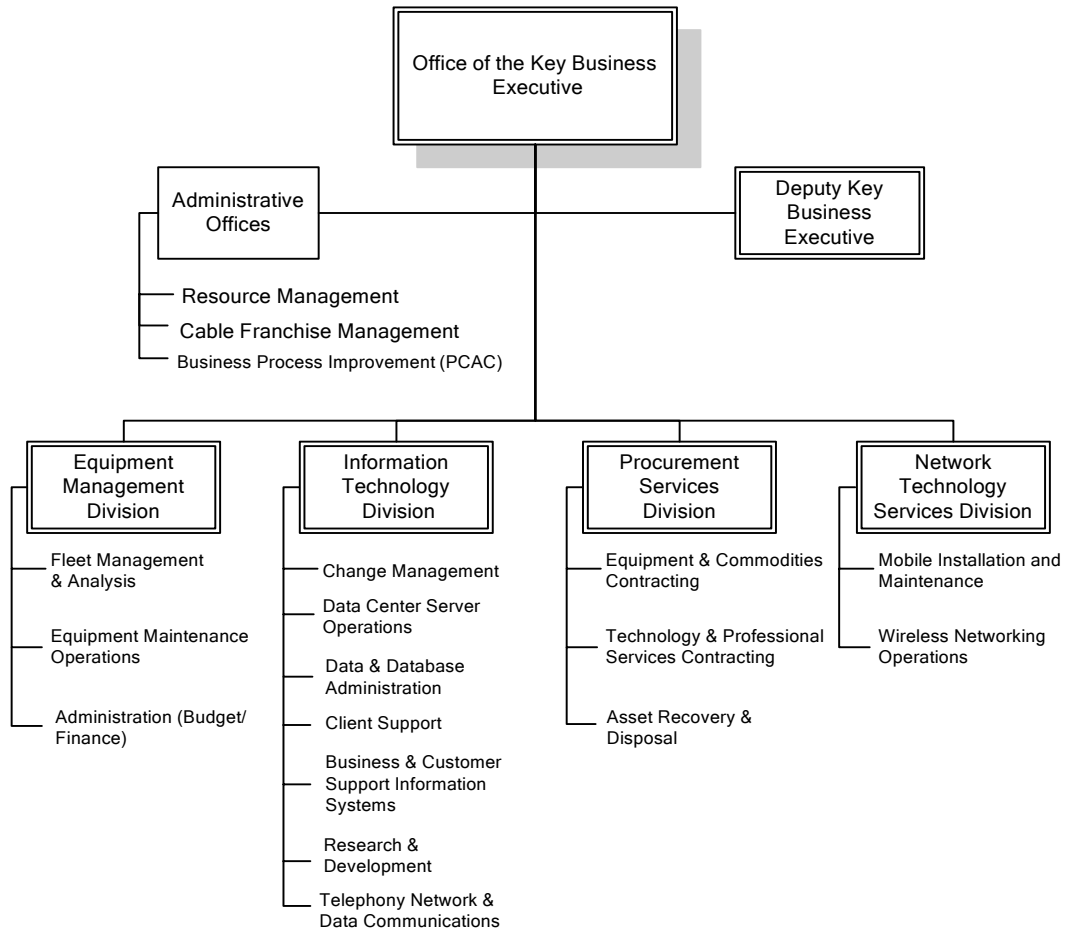 Office of the Key Business
Executive
Administrative
Offices
Deputy Key
Business
Executive
Resource Management
Cable Franchise Management
Business Process Improvement (PCAC)
Equipment
Management
Division
Fleet Management
& Analysis
Equipment Maintenance
Operations
Administration (Budget/
Finance)
Information
Technology
Division
Change Management
Data Center Server
Operations
Data & Database
Administration
Client Support
Business & Customer
Support Information
Systems
Research &
Development
Telephony Network &
Data Communications
Procurement
Services
Division
Equipment & Commodities
Contracting
Technology & Professional
Services Contracting
Asset Recovery &
Disposal
Network
Technology
Services Division
Mobile Installation and
Maintenance
Wireless Networking
Operations